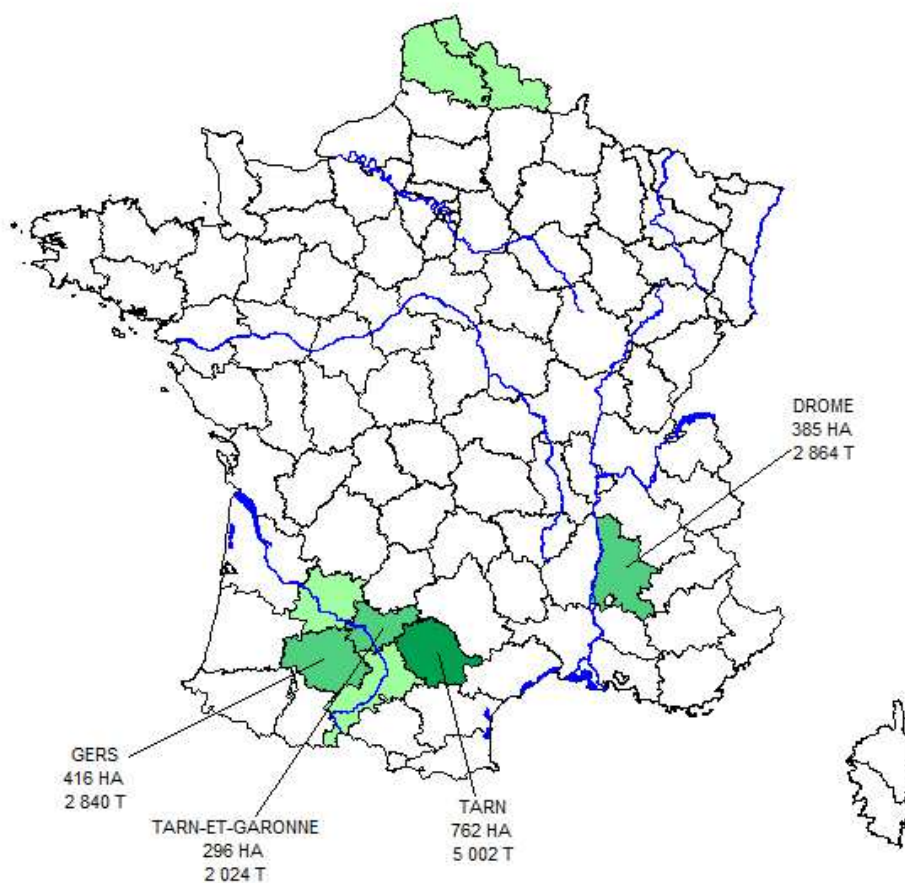 DROME
385 HA
2 864 T
GERS
416 HA
2 840 T
TARN-ET-GARONNE
296 HA
2 024 T
TARN
762 HA
5 002 T